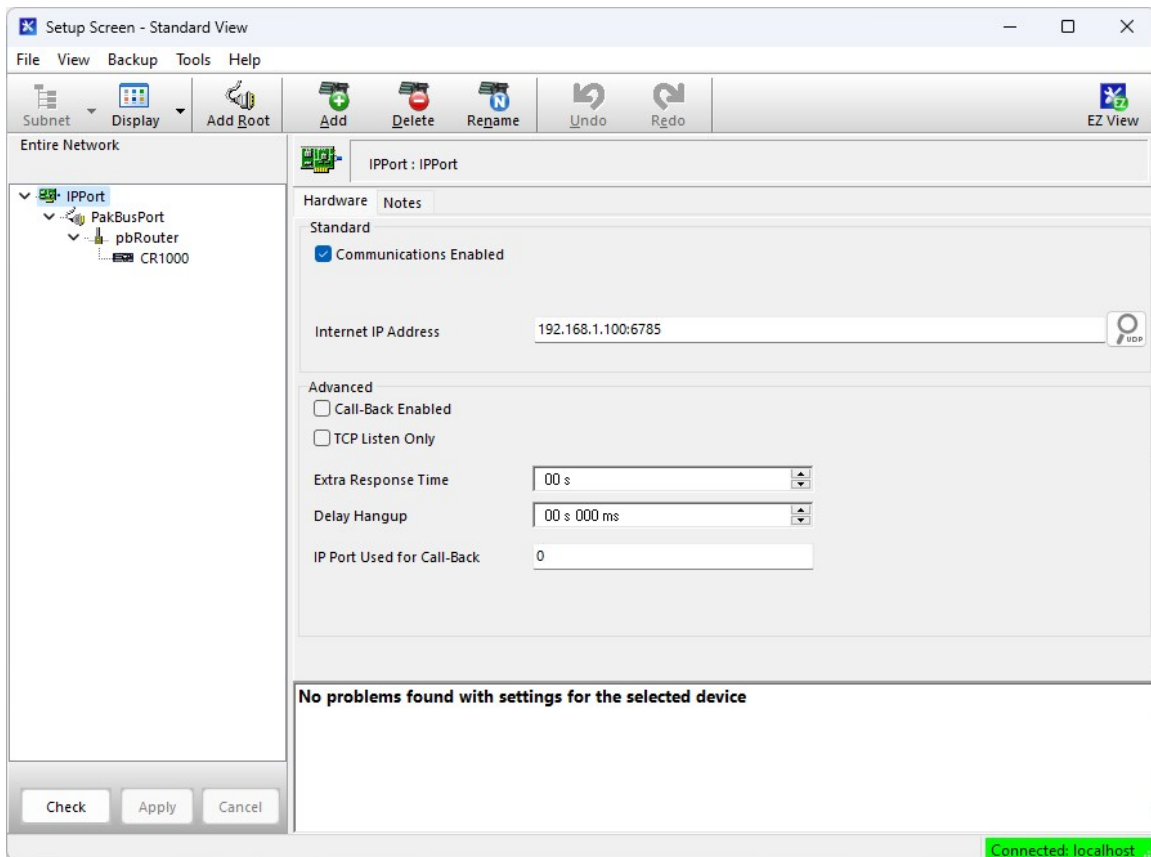 Setup Screen - Standard View
File View Backup Tools Help
Subnet Display Add Root Add Delete Rename Undo Redo EZ View
Entire Network
IPPort
PakBusPort
pbRouter
CR1000
IPPort : IPPort
Hardware Notes
Standard
Communications Enabled
Internet IP Address 192.168.1.100:6785
UDP
Advanced
Call-Back Enabled
TCP Listen Only
Extra Response Time 00 s
Delay Hangup 00 s 000 ms
IP Port Used for Call-Back 0
No problems found with settings for the selected device
Check Apply Cancel
Connected: localhost